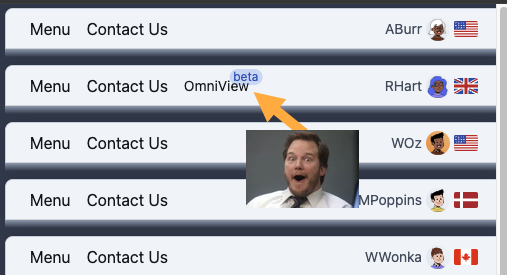 Menu Contact Us ABurr
beta
Menu Contact Us OmniView RHart
Menu Contact Us WOz
Menu Contact Us MPoppins
Menu Contact Us WWonka